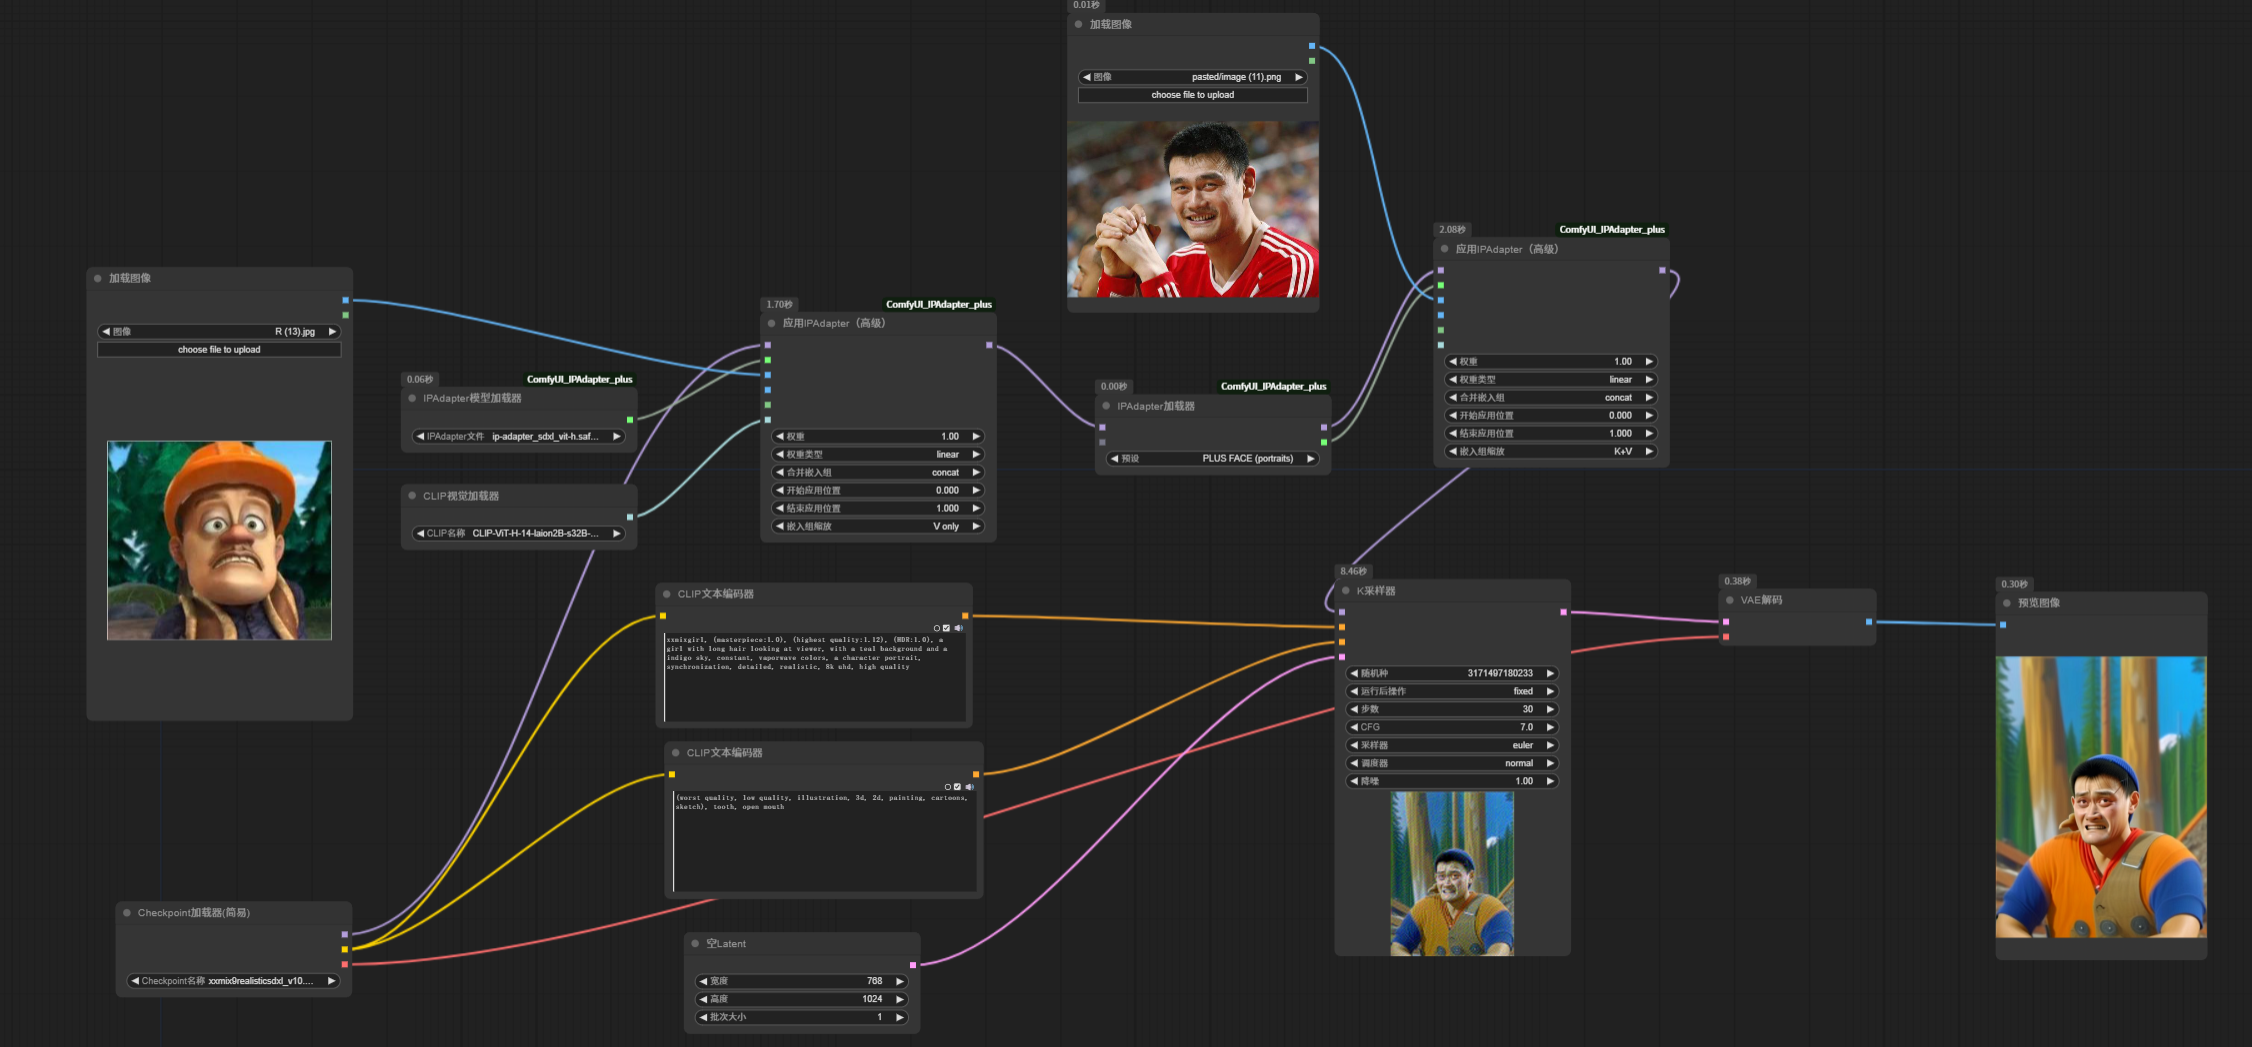 0.01秒
加载图像
图像 pasted/image (11).png
choose file to upload
加载图像
图像 R (13).jpg
choose file to upload
0.06秒 ComfyUI_IPAdapter_plus
IPAdapter模型加载器
IPAdapter文件 ip-adapter_sdxl_vit-h.saf...
CLIP视觉加载器
CLIP名称 CLIP-ViT-H-14-laion2B-s32B-...
1.70秒 ComfyUI_IPAdapter_plus
应用IPAdapter（高级）
权重 1.00
权重类型 linear
合并嵌入组 concat
开始应用位置 0.000
结束应用位置 1.000
嵌入组缩放 V only
0.00秒 ComfyUI_IPAdapter_plus
IPAdapter加载器
预设 PLUS FACE (portraits)
2.08秒 ComfyUI_IPAdapter_plus
应用IPAdapter（高级）
权重 1.00
权重类型 linear
合并嵌入组 concat
开始应用位置 0.000
结束应用位置 1.000
嵌入组缩放 K+V
CLIP文本编码器
xxmixgirl, (masterpiece:1.0), (highest quality:1.12), (HDR:1.0), a
girl with long hair looking at viewer, with a teal background and a
indigo sky, constant, vaporwave colors, a character portrait,
synchronization, detailed, realistic, 8k uhd, high quality
CLIP文本编码器
(worst quality, low quality, illustration, 3d, 2d, painting, cartoons,
sketch), tooth, open mouth
Checkpoint加载器(简易)
Checkpoint名称 xxmix9realisticsdxl_v10....
空Latent
宽度 768
高度 1024
批次大小 1
8.46秒
K采样器
随机种 3171497180233
运行后操作 fixed
步数 30
CFG 7.0
采样器 euler
调度器 normal
降噪 1.00
0.38秒
VAE解码
0.30秒
预览图像